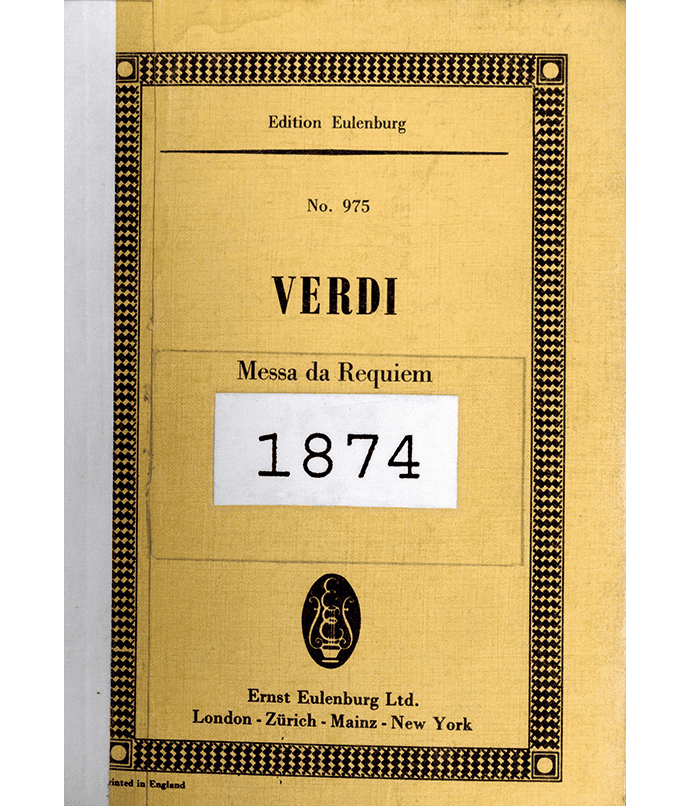 Edition Eulenburg
No. 975
VERDI
Messa da Requiem
1874
Ernst Eulenburg Ltd.
London - Zürich - Mainz - New York
rinted in England